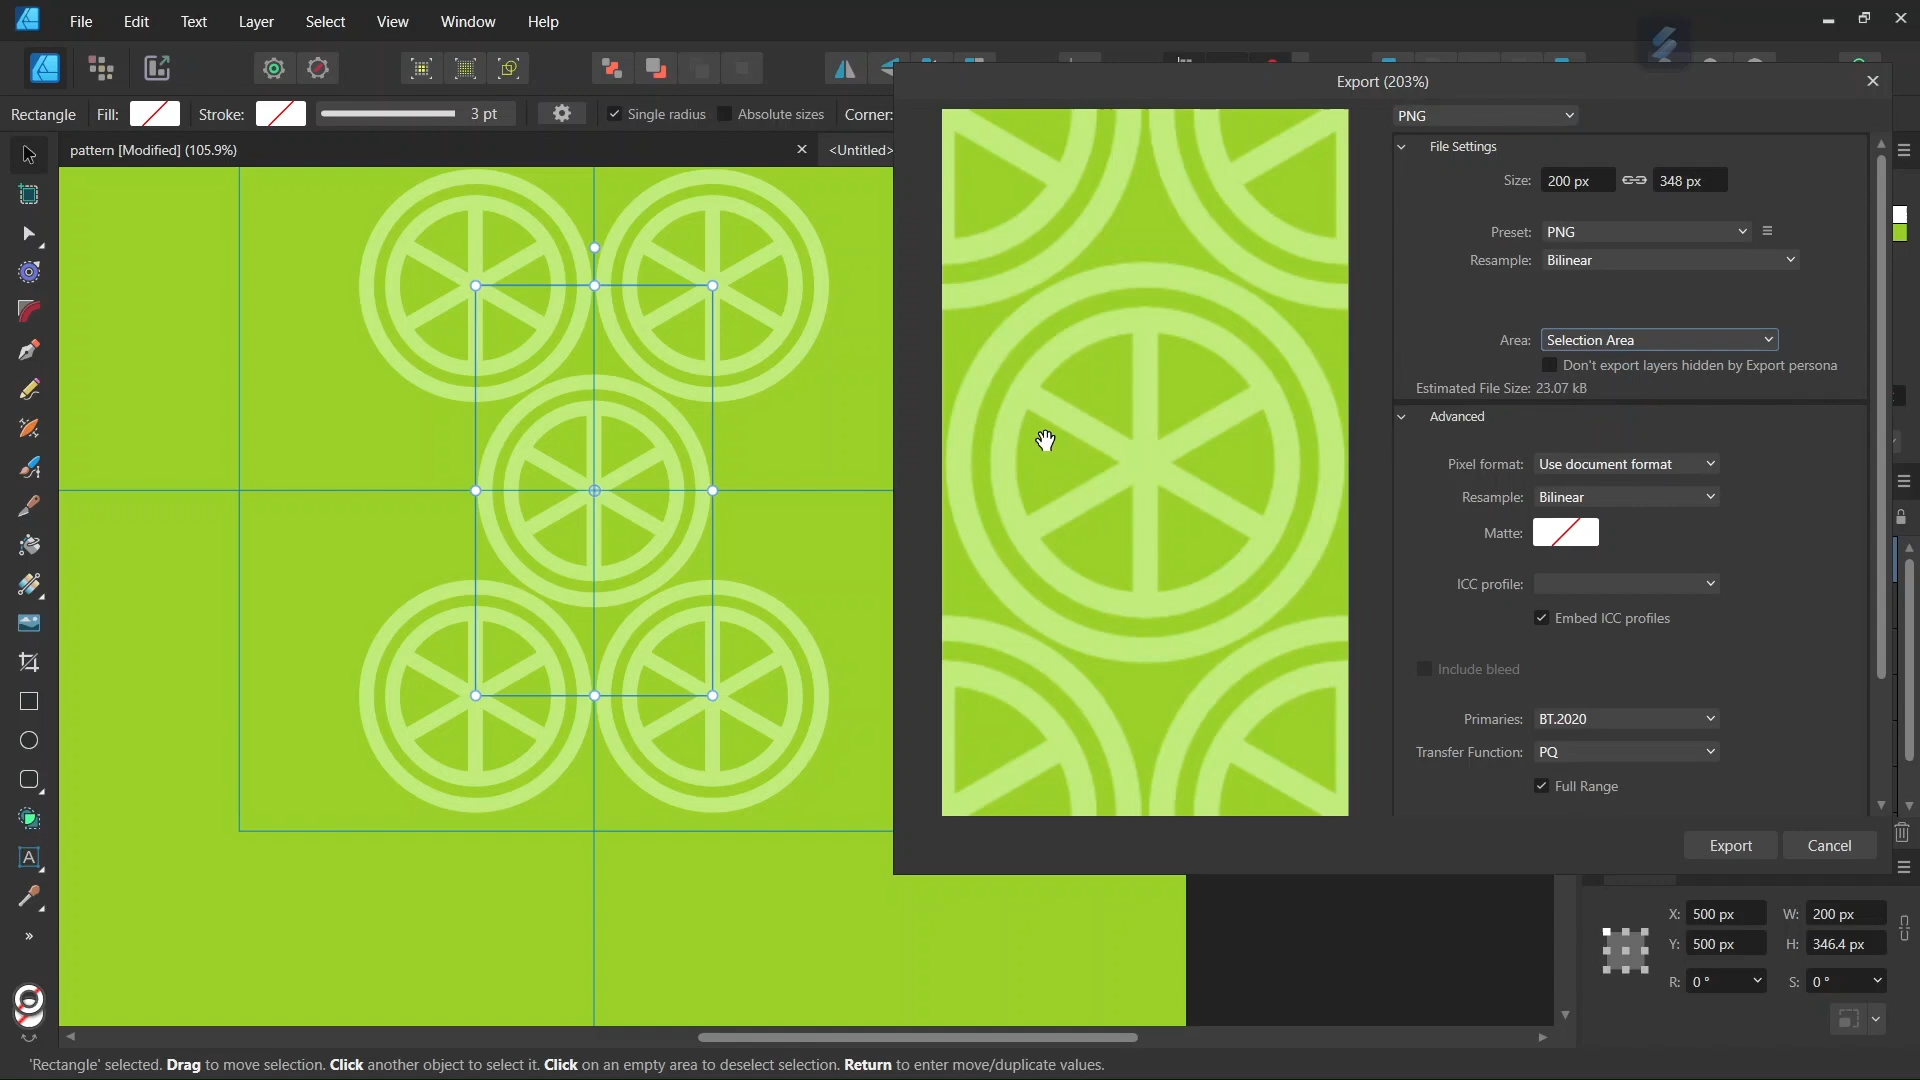 File Edit Text Layer Select View Window Help
Export (203%)
Rectangle Fill: Stroke: 3 pt Single radius Absolute sizes Corner:
PNG
pattern [Modified] (105.9%)
<Untitled>
File Settings
Size: 200 px 348 px
Preset: PNG
Resample: Bilinear
Area: Selection Area
Don't export layers hidden by Export persona
Estimated File Size: 23.07 kB
Advanced
Pixel format: Use document format
Resample: Bilinear
Matte:
ICC profile:
Embed ICC profiles
Include bleed
Primaries: BT.2020
Transfer Function: PQ
Full Range
Export Cancel
X: 500 px W: 200 px
Y: 500 px H: 346.4 px
R: 0 ° S: 0 °
'Rectangle' selected. Drag to move selection. Click another object to select it. Click on an empty area to deselect selection. Return to enter move/duplicate values.